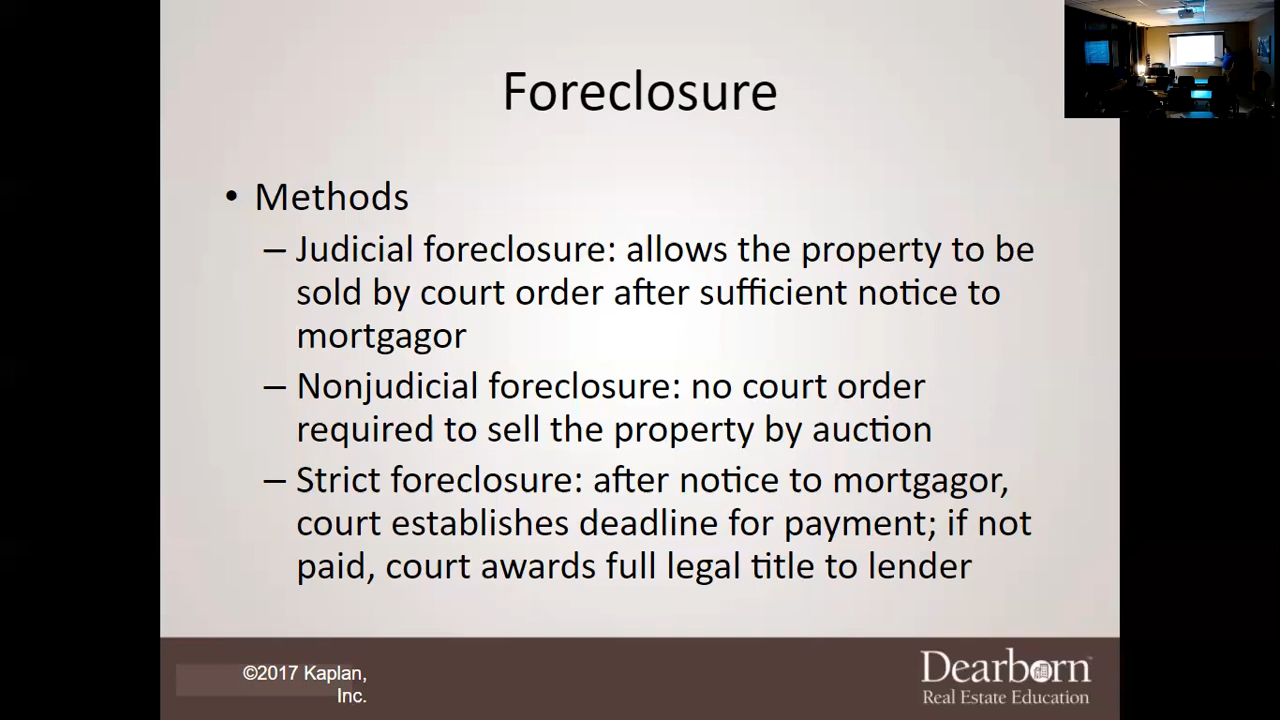 Foreclosure
• Methods
– Judicial foreclosure: allows the property to be
sold by court order after sufficient notice to
mortgagor
– Nonjudicial foreclosure: no court order
required to sell the property by auction
– Strict foreclosure: after notice to mortgagor,
court establishes deadline for payment; if not
paid, court awards full legal title to lender
©2017 Kaplan,
Inc.
Dearborn™
Real Estate Education